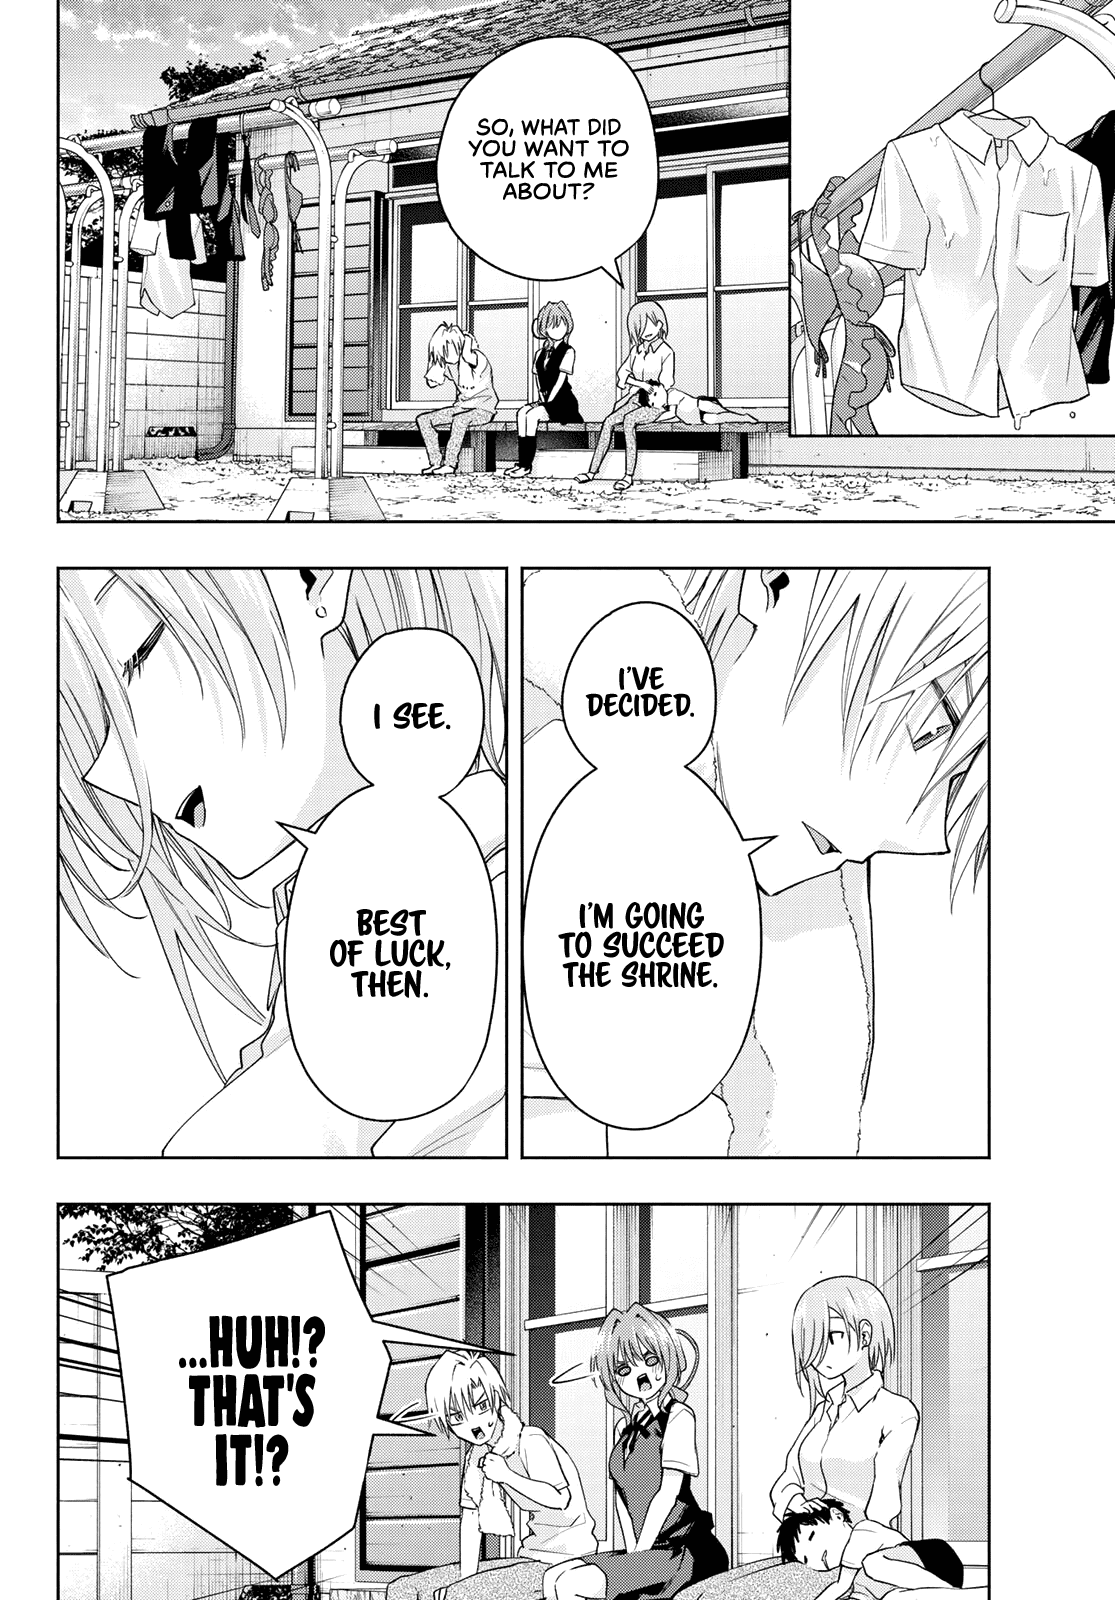 SO, WHAT DID
YOU WANT TO
TALK TO ME
ABOUT?
I'VE
DECIDED.
I'M GOING
TO SUCCEED
THE SHRINE.
I SEE.
BEST
OF LUCK,
THEN.
...HUH!?
THAT'S
IT!?